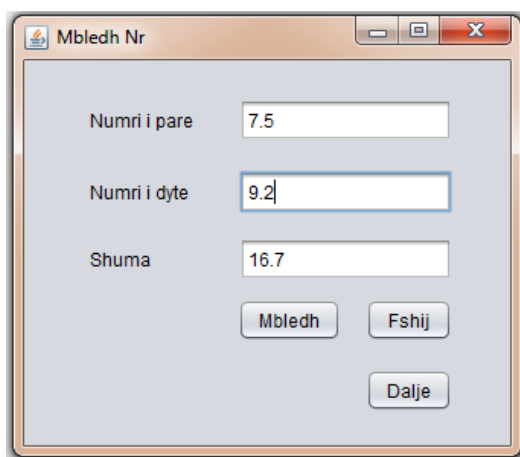 Mbledh Nr
Numri i pare 7.5
Numri i dyte 9.2
Shuma 16.7
Mbledh Fshij
Dalje